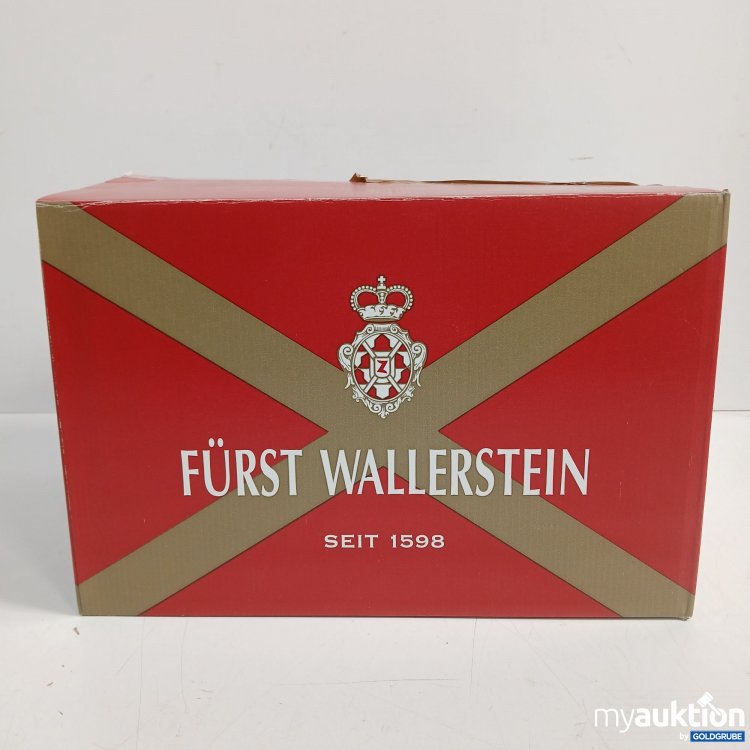 Z
FÜRST WALLERSTEIN
SEIT 1598
myauktion
by GOLDGRUBE